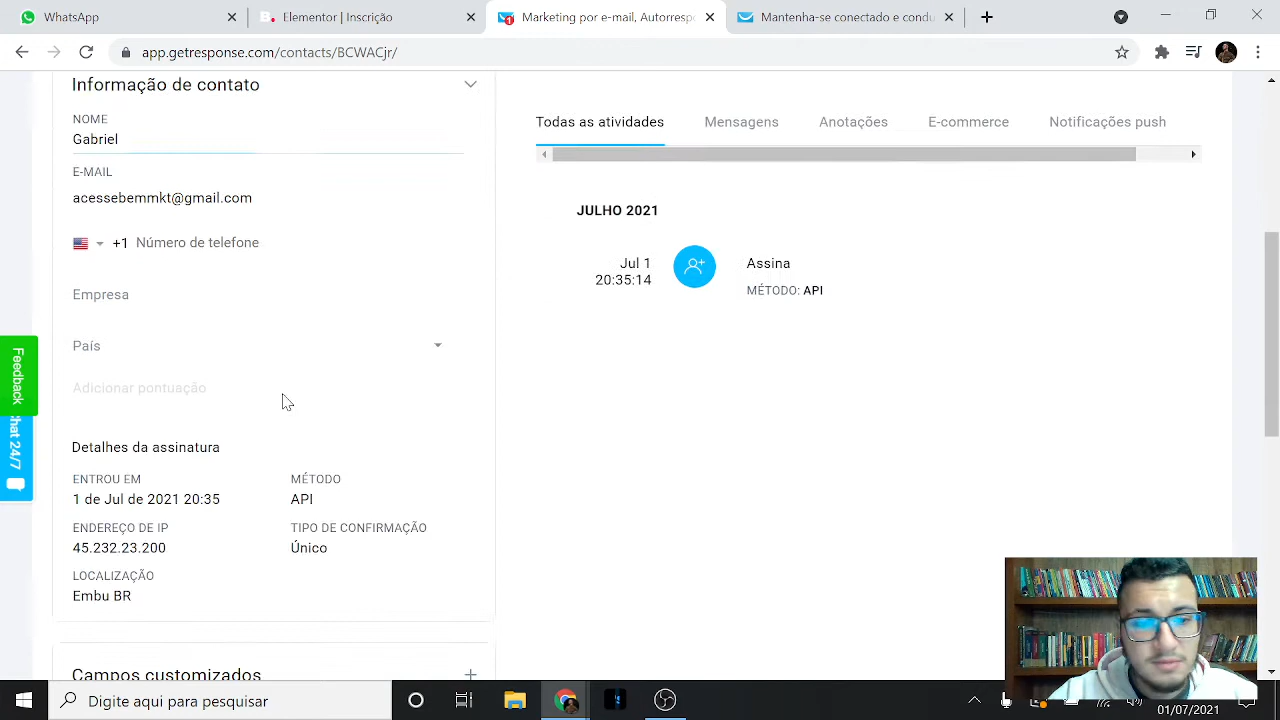 WhatsApp
Elementor | Inscrição
Marketing por e-mail, Autorrespo
Mantenha-se conectado e cond
app.getresponse.com/contacts/BCWACjr/
Informação de contato
NOME
Gabriel
E-MAIL
acessebemmkt@gmail.com
+1 Número de telefone
Empresa
País
Adicionar pontuação
Detalhes da assinatura
ENTROU EM
MÉTODO
1 de Jul de 2021 20:35
API
ENDEREÇO DE IP
TIPO DE CONFIRMAÇÃO
45.232.23.200
Único
LOCALIZAÇÃO
Embu BR
Campos customizados
Todas as atividades
Mensagens
Anotações
E-commerce
Notificações push
JULHO 2021
Jul 1
20:35:14
Assina
MÉTODO: API
Feedback
hat 24/7
Digite aqui para pesquisar
01/07/2021